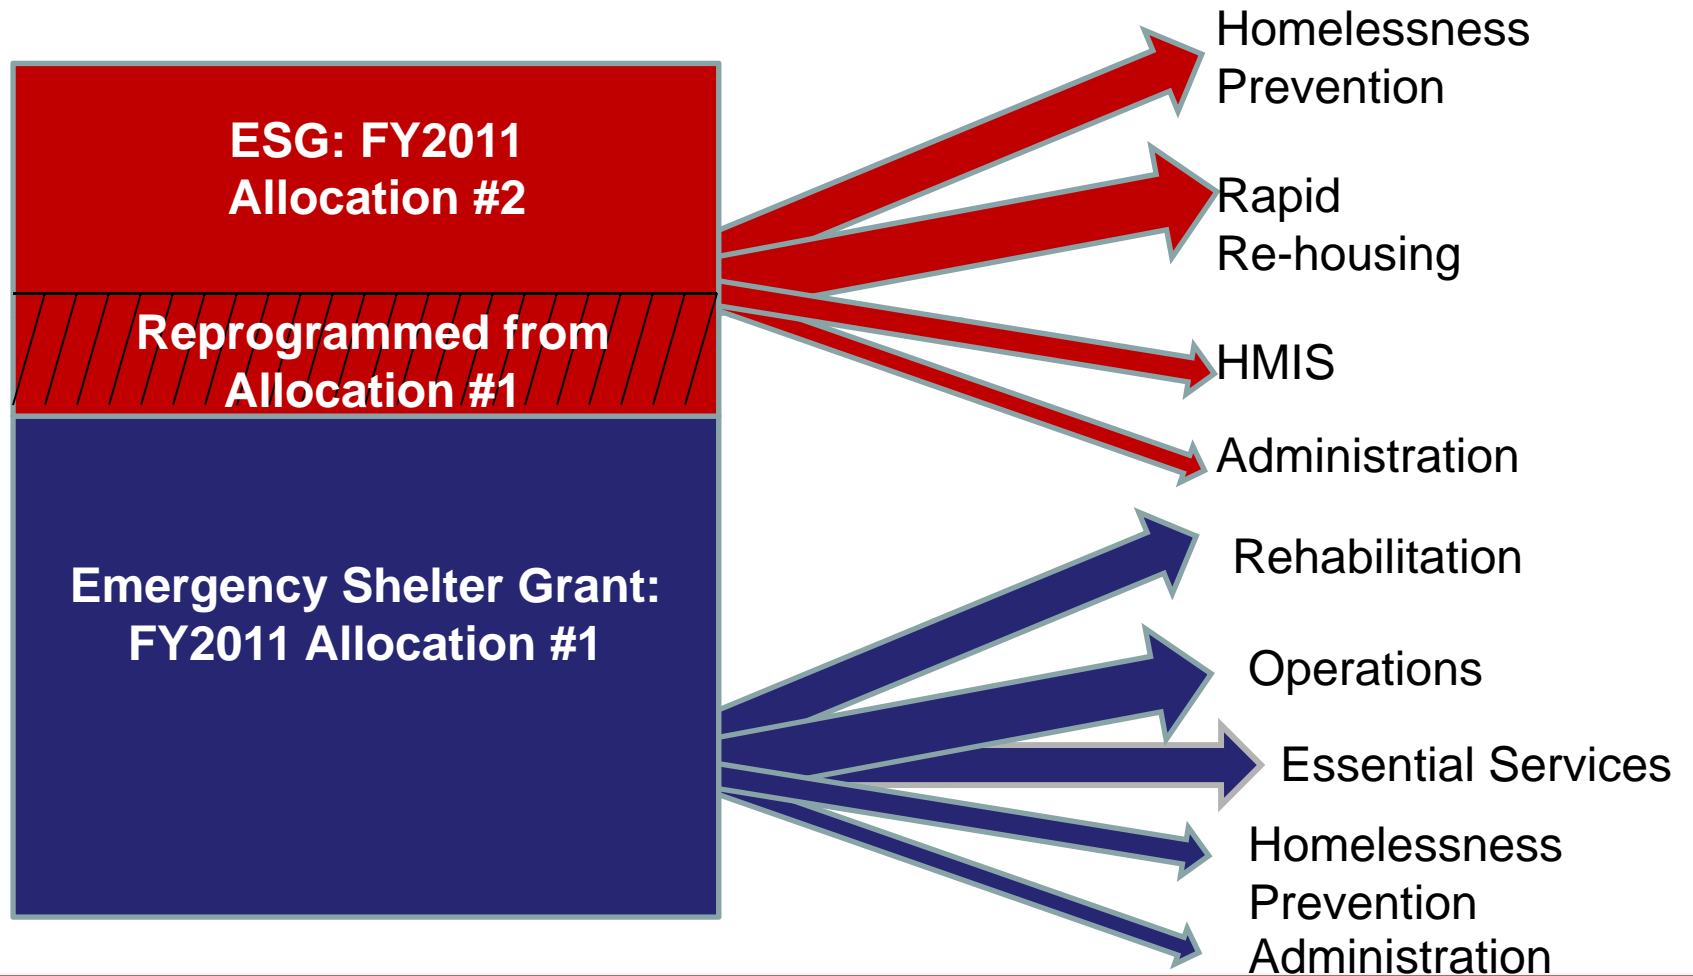 ESG: FY2011
Allocation #2
Reprogrammed from
Allocation #1
Emergency Shelter Grant:
FY2011 Allocation #1
Homelessness
Prevention
Rapid
Re-housing
HMIS
Administration
Rehabilitation
Operations
Essential Services
Homelessness
Prevention
Administration